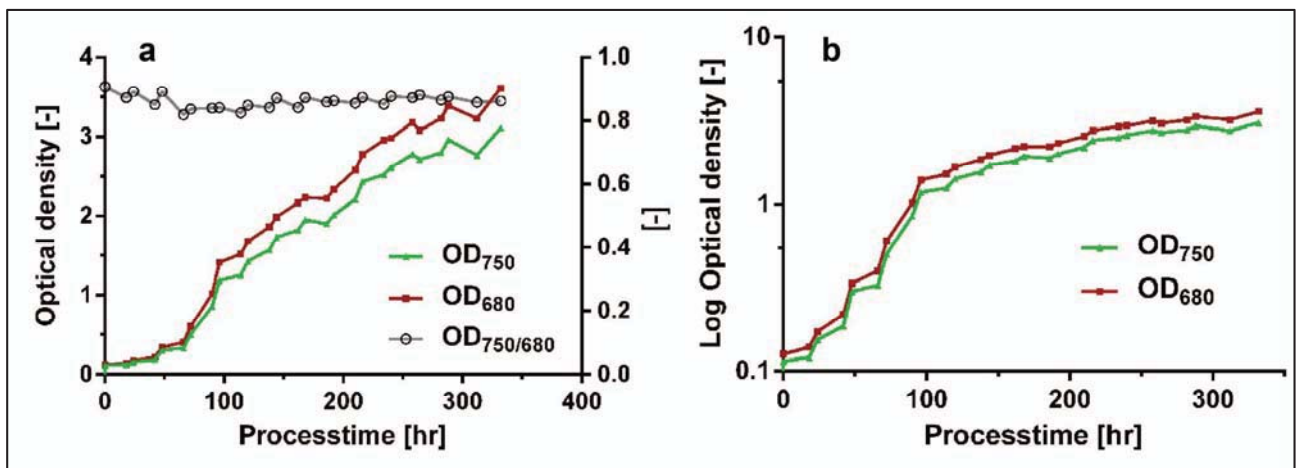 a
4
3
2
1
0
Optical density [-]
1.0
0.8
0.6
0.4
0.2
0.0
[-]
OD750
OD680
OD750/680
0 100 200 300 400
Processtime [hr]
b
10
1
0.1
Log Optical density [-]
OD750
OD680
0 100 200 300
Processtime [hr]